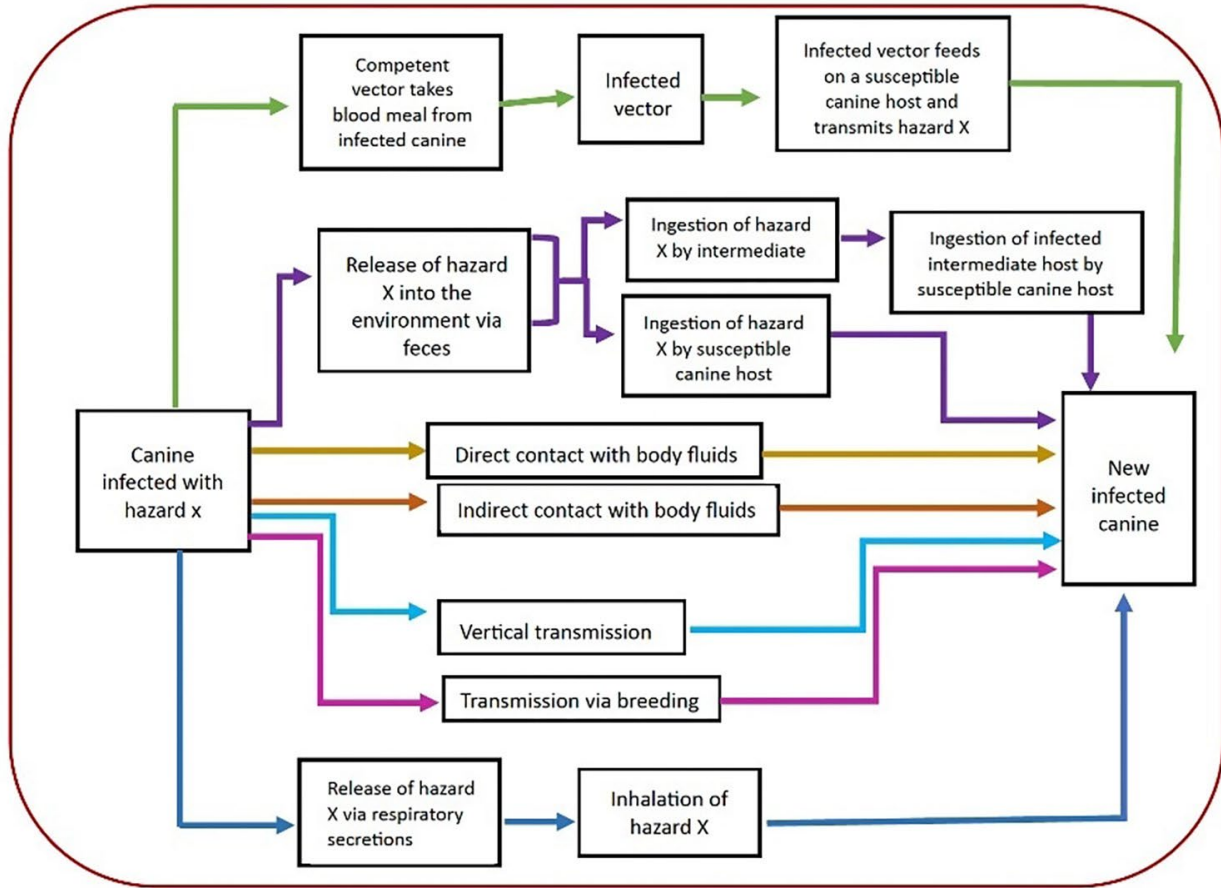 Competent
vector takes
blood meal from
infected canine
Infected
vector
Infected vector feeds
on a susceptible
canine host and
transmits hazard X
Release of hazard
X into the
environment via
feces
Ingestion of hazard
X by intermediate
Ingestion of infected
intermediate host by
susceptible canine host
Ingestion of hazard
X by susceptible
canine host
Canine
infected with
hazard x
Direct contact with body fluids
Indirect contact with body fluids
Vertical transmission
Transmission via breeding
New
infected
canine
Release of hazard
X via respiratory
secretions
Inhalation of
hazard X